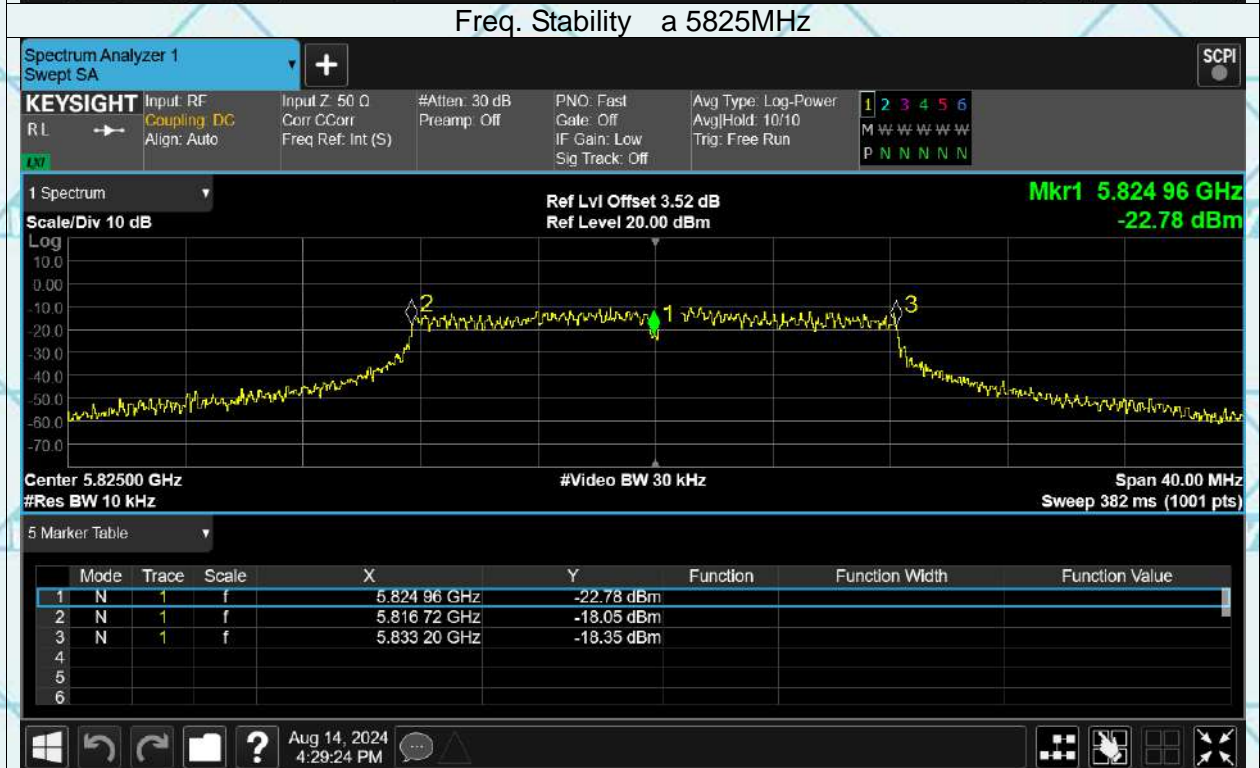 Freq. Stability a 5825MHz
Spectrum Analyzer 1
Swept SA
+
SCPI
KEYSIGHT Input: RF Input Z: 50 Ω #Atten: 30 dB PNO: Fast Avg Type: Log-Power 1 2 3 4 5 6
RL Coupling: DC Corr CCorr Preamp: Off Gate: Off Avg|Hold: 10/10 M W W W W W
Align: Auto Freq Ref: Int (S) IF Gain: Low Trig: Free Run P N N N N N
LXI Sig Track: Off
1 Spectrum Ref Lvl Offset 3.52 dB Mkr1 5.824 96 GHz
Scale/Div 10 dB Ref Level 20.00 dBm -22.78 dBm
Log
10.0
0.00
-10.0 2 1 3
-20.0
-30.0
-40.0
-50.0
-60.0
-70.0
Center 5.82500 GHz #Video BW 30 kHz Span 40.00 MHz
#Res BW 10 kHz Sweep 382 ms (1001 pts)
5 Marker Table
Mode Trace Scale X Y Function Function Width Function Value
1 N 1 f 5.824 96 GHz -22.78 dBm
2 N 1 f 5.816 72 GHz -18.05 dBm
3 N 1 f 5.833 20 GHz -18.35 dBm
4
5
6
? Aug 14, 2024
4:29:24 PM